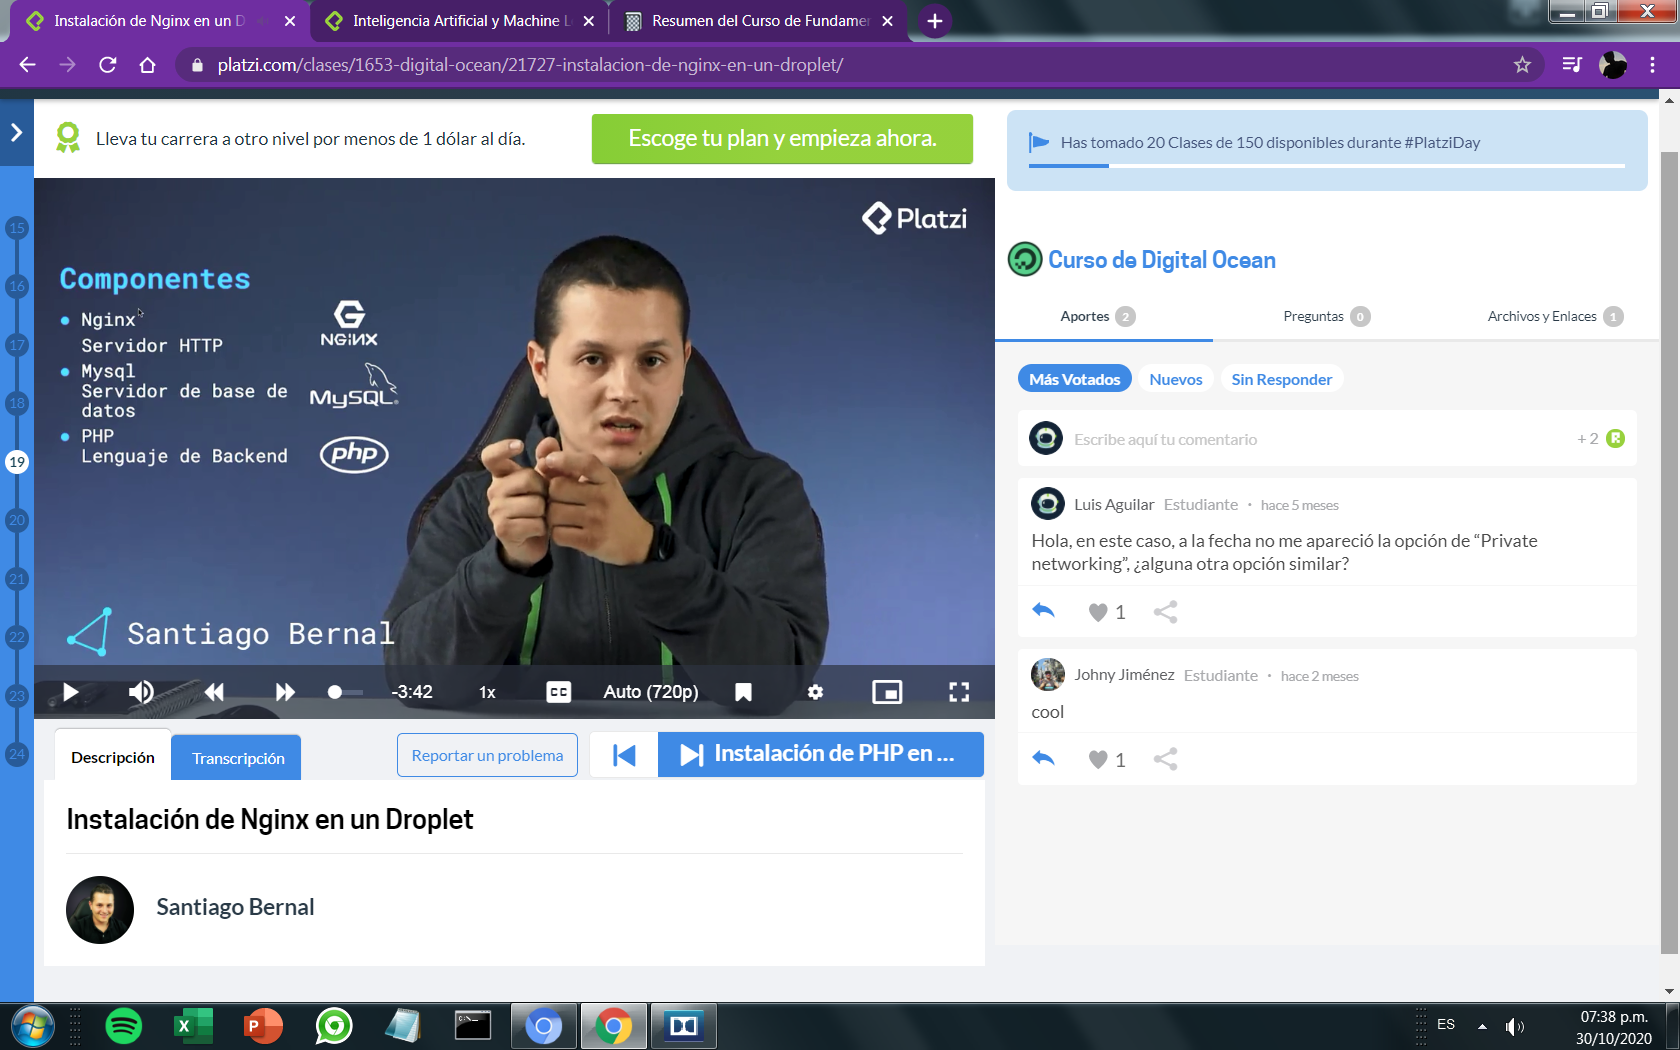 Instalación de Nginx en un D
Inteligencia Artificial y Machine L
Resumen del Curso de Fundamen
platzi.com/clases/1653-digital-ocean/21727-instalacion-de-nginx-en-un-droplet/
Lleva tu carrera a otro nivel por menos de 1 dólar al día.
Escoge tu plan y empieza ahora.
Has tomado 20 Clases de 150 disponibles durante #PlatziDay
15
16
17
18
19
20
21
22
23
24
Platzi
Componentes
Nginx
Servidor HTTP
Mysql
Servidor de base de
datos
PHP
Lenguaje de Backend
NGINX
MySQL
php
Santiago Bernal
-3:42
1x
CC
Auto (720p)
Descripción
Transcripción
Reportar un problema
Instalación de PHP en ...
Instalación de Nginx en un Droplet
Santiago Bernal
Curso de Digital Ocean
Aportes 2
Preguntas 0
Archivos y Enlaces 1
Más Votados
Nuevos
Sin Responder
Escribe aquí tu comentario
+ 2
Luis Aguilar Estudiante • hace 5 meses
Hola, en este caso, a la fecha no me apareció la opción de “Private
networking”, ¿alguna otra opción similar?
1
Johny Jiménez Estudiante • hace 2 meses
cool
1
ES
07:38 p.m.
30/10/2020